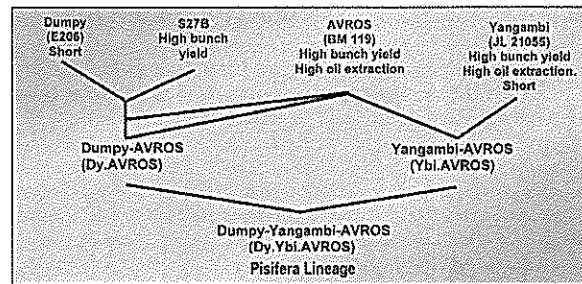 Dumpy
(E206)
Short
S27B
High bunch
yield
AVROS
(BM 119)
High bunch yield
High oil extraction
Yangambi
(JL 21055)
High bunch yield
High oil extraction.
Short
Dumpy-AVROS
(Dy.AVROS)
Yangambi-AVROS
(Ybi.AVROS)
Dumpy-Yangambi-AVROS
(Dy.Ybi.AVROS)
Pisifera Lineage